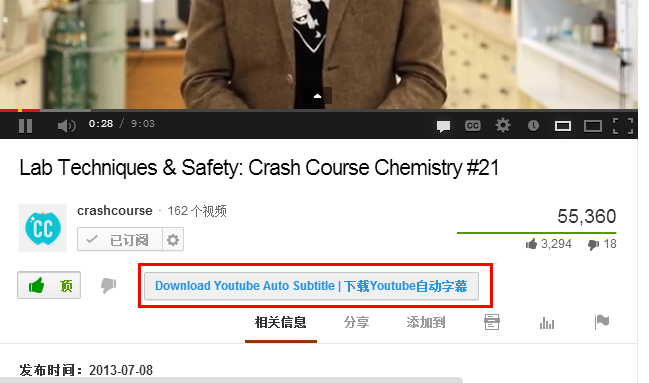 0:28 / 9:03
CC
Lab Techniques & Safety: Crash Course Chemistry #21
CC
crashcourse · 162 个视频
已订阅
55,360
3,294 18
顶
Download Youtube Auto Subtitle | 下载Youtube自动字幕
相关信息 分享 添加到
发布时间：2013-07-08